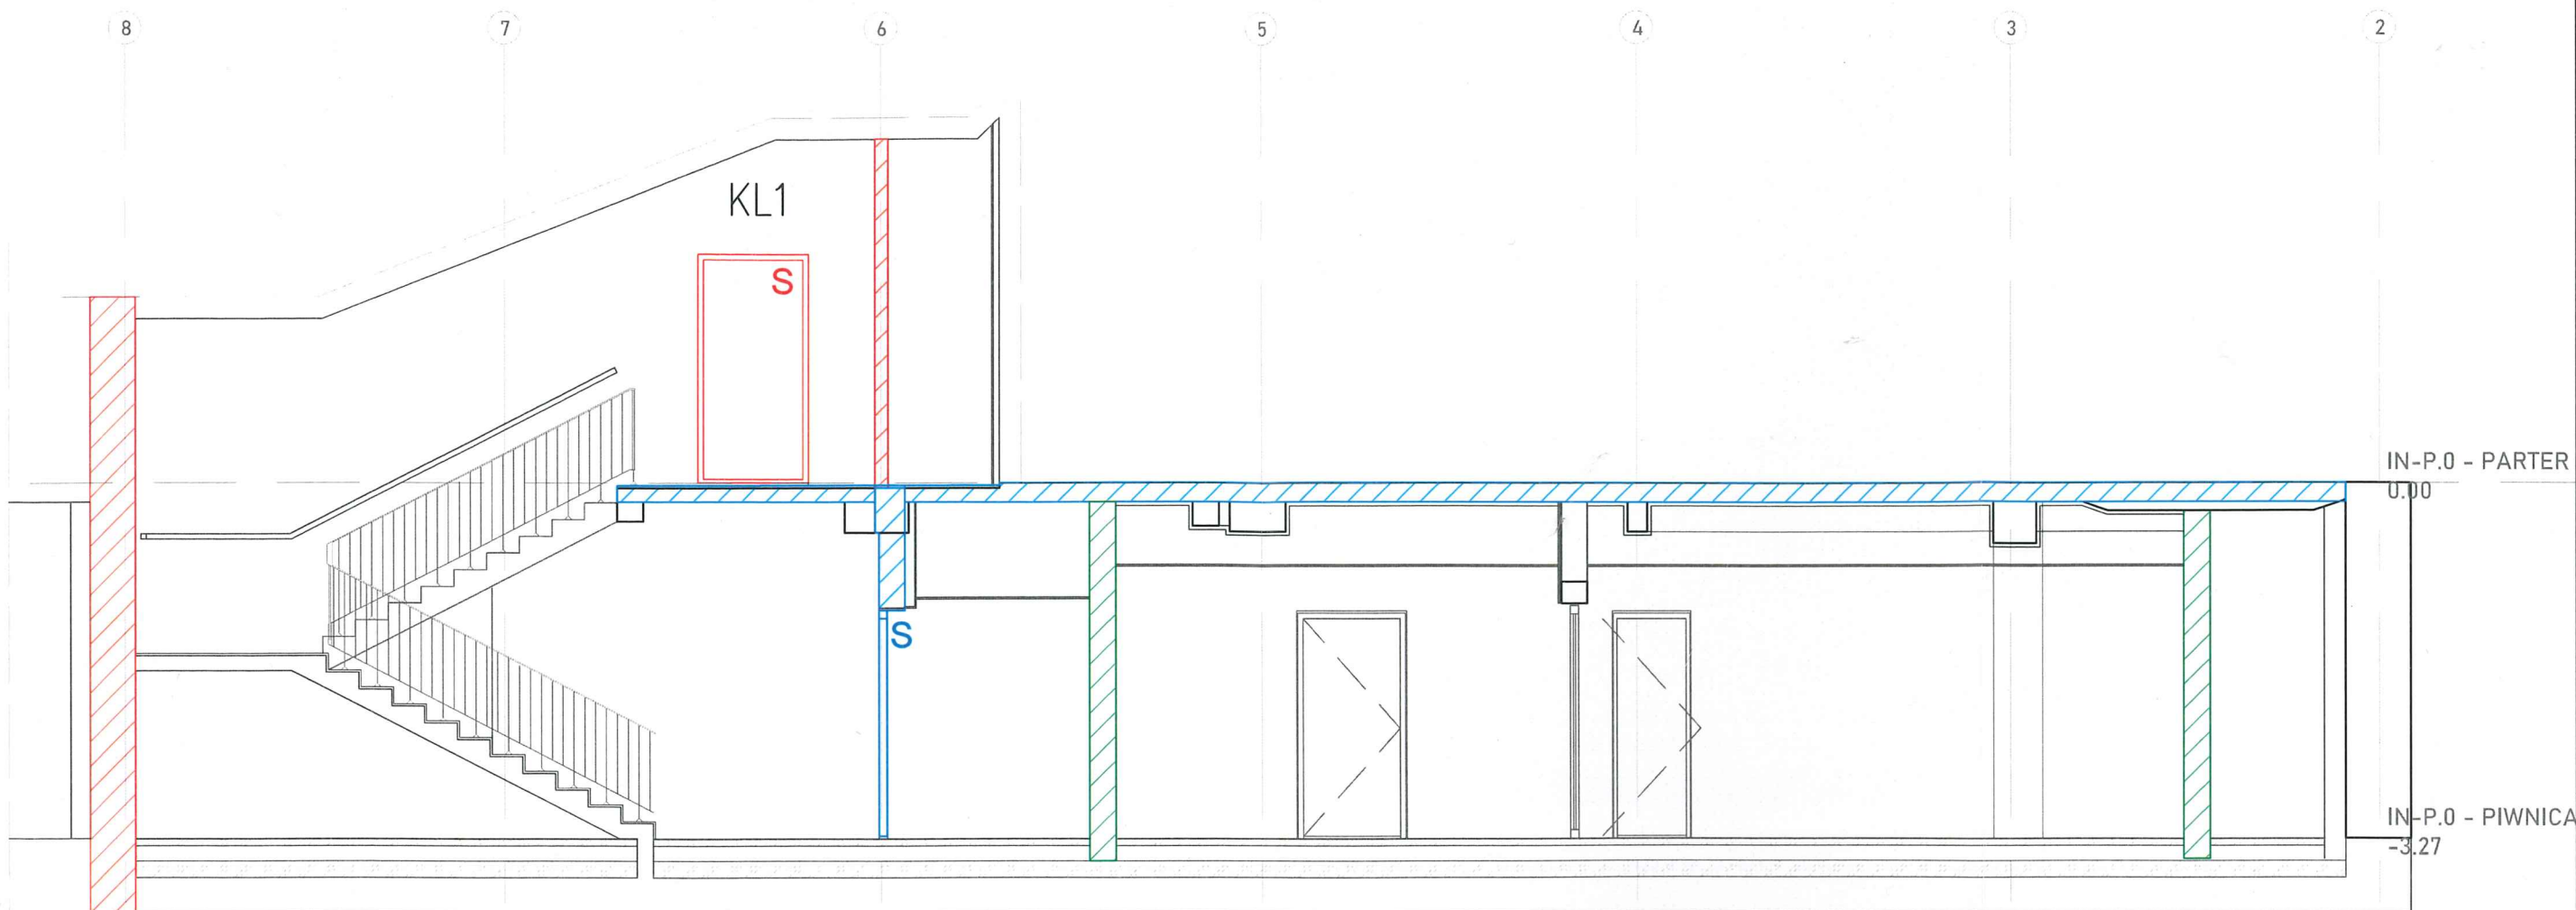 8 7 6 5 4 3 2
KL1
S
IN-P.0 - PARTER
0.00
S
IN-P.0 - PIWNICA
-3.27